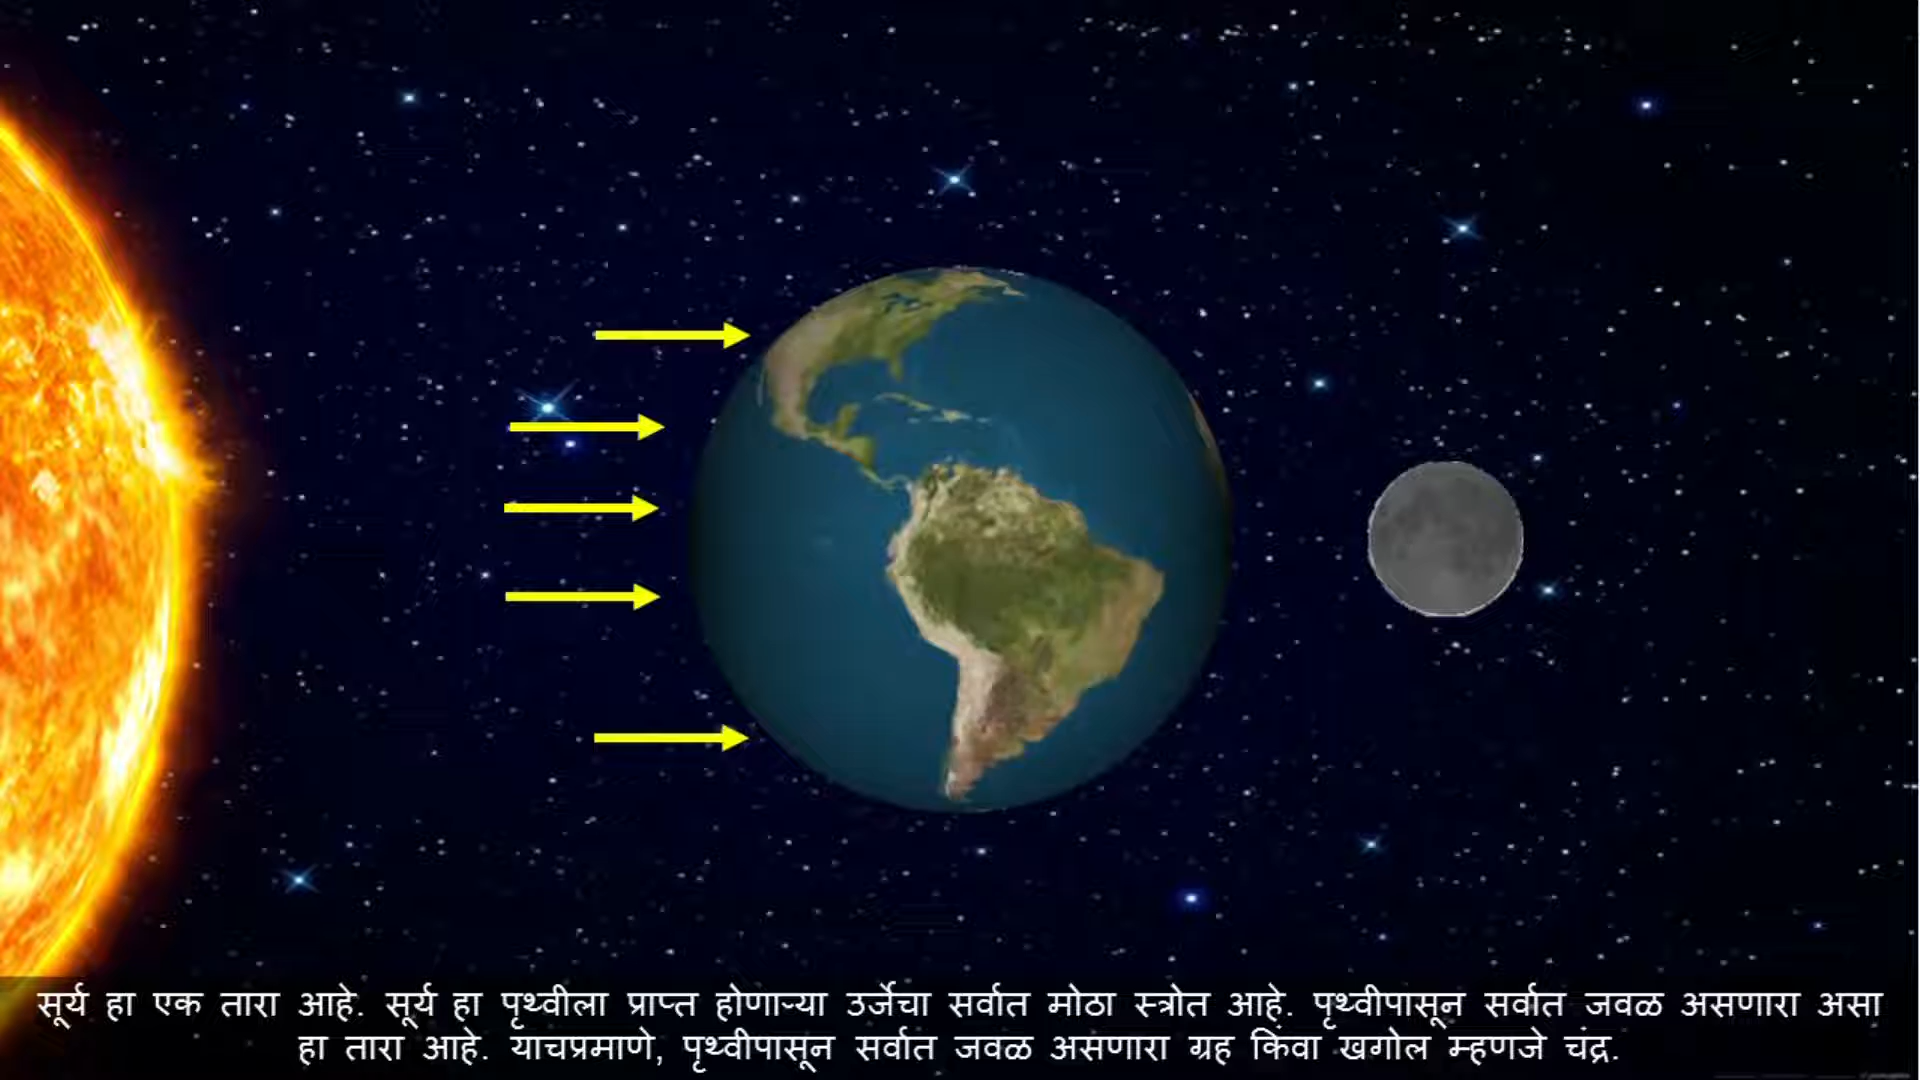 सूर्य हा एक तारा आहे. सूर्य हा पृथ्वीला प्राप्त होणाऱ्या उर्जेचा सर्वात मोठा स्त्रोत आहे. पृथ्वीपासून सर्वात जवळ असणारा असा
हा तारा आहे. याचप्रमाणे, पृथ्वीपासून सर्वात जवळ असणारा ग्रह किंवा खगोल म्हणजे चंद्र.